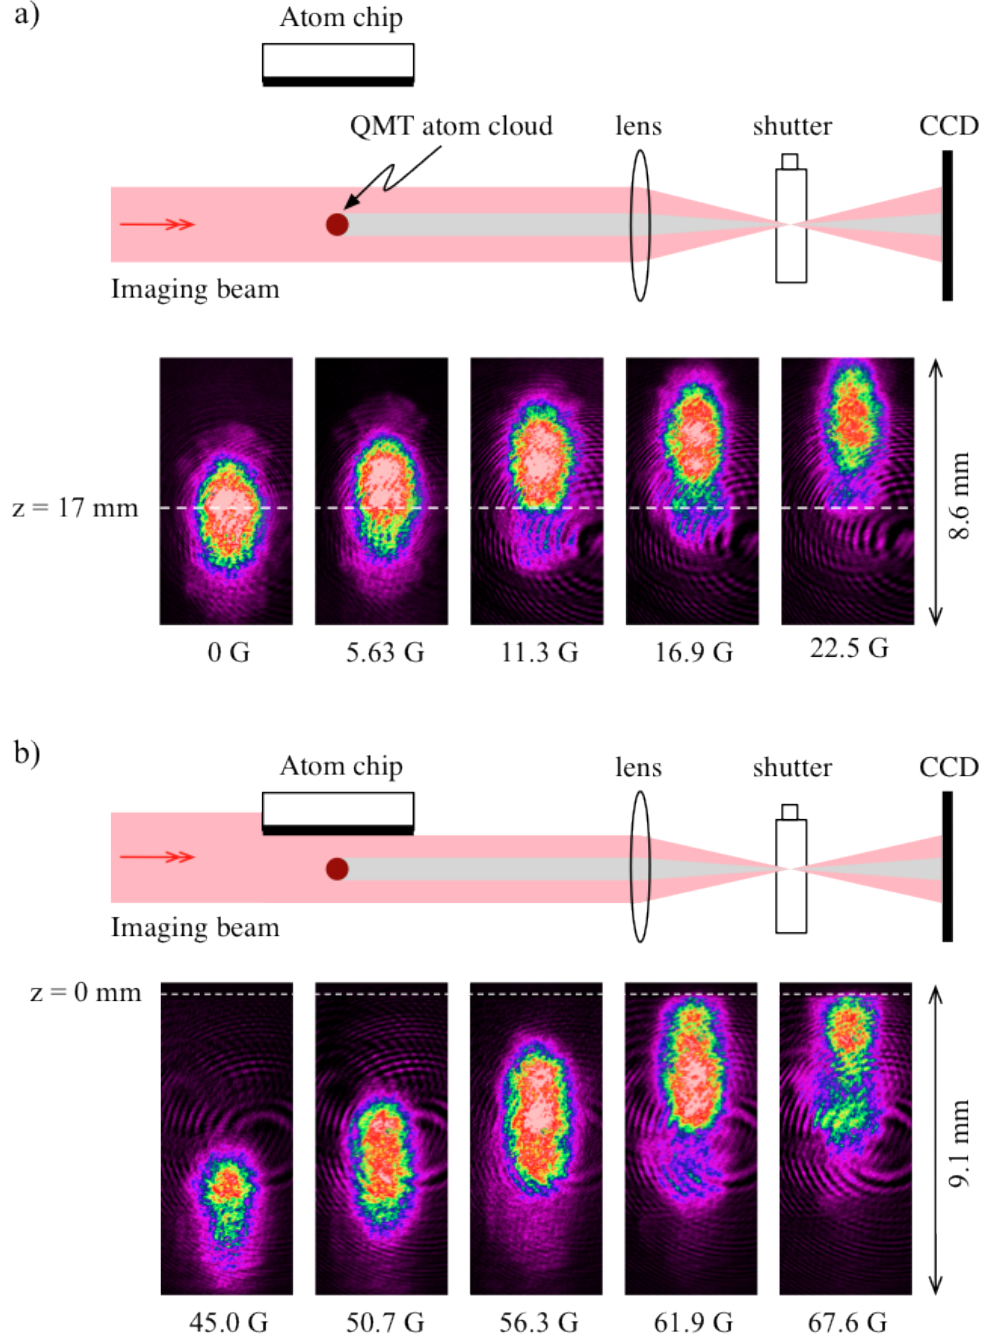 a)
Atom chip
QMT atom cloud
lens
shutter
CCD
Imaging beam
z = 17 mm
8.6 mm
0 G
5.63 G
11.3 G
16.9 G
22.5 G
b)
Atom chip
lens
shutter
CCD
Imaging beam
z = 0 mm
9.1 mm
45.0 G
50.7 G
56.3 G
61.9 G
67.6 G